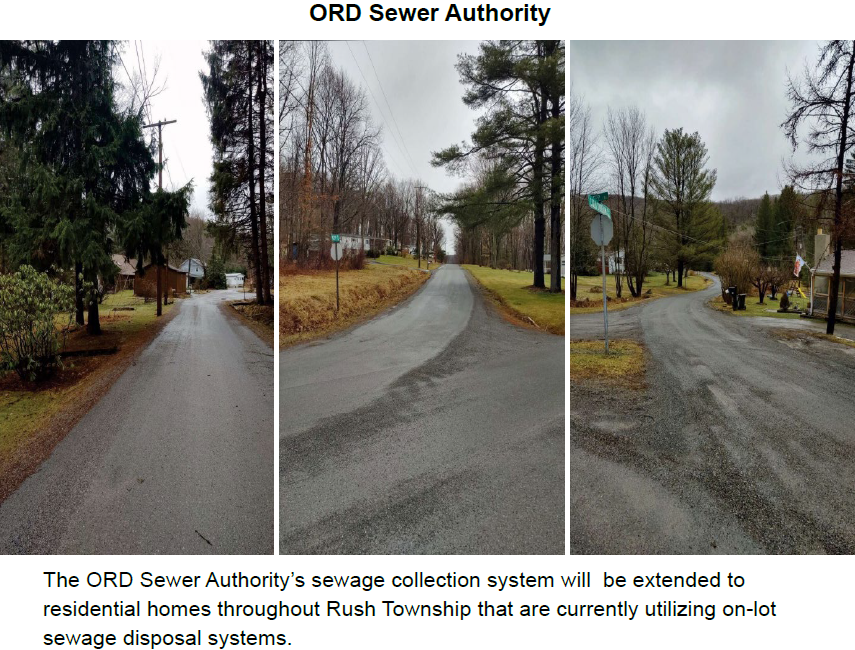 ORD Sewer Authority
The ORD Sewer Authority's sewage collection system will  be extended to
residential homes throughout Rush Township that are currently utilizing on-lot
sewage disposal systems.